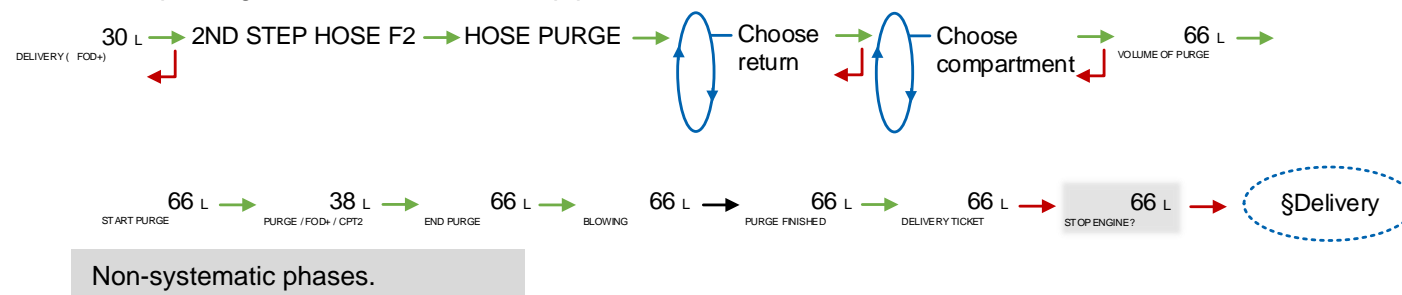 30 L 2ND STEP HOSE F2 HOSE PURGE Choose return Choose compartment 66 L
DELIVERY ( FOD+) VOLUME OF PURGE
66 L 38 L 66 L 66 L 66 L 66 L 66 L §Delivery
START PURGE PURGE / FOD+ / CPT2 END PURGE BLOWING PURGE FINISHED DELIVERY TICKET STOP ENGINE?
Non-systematic phases.